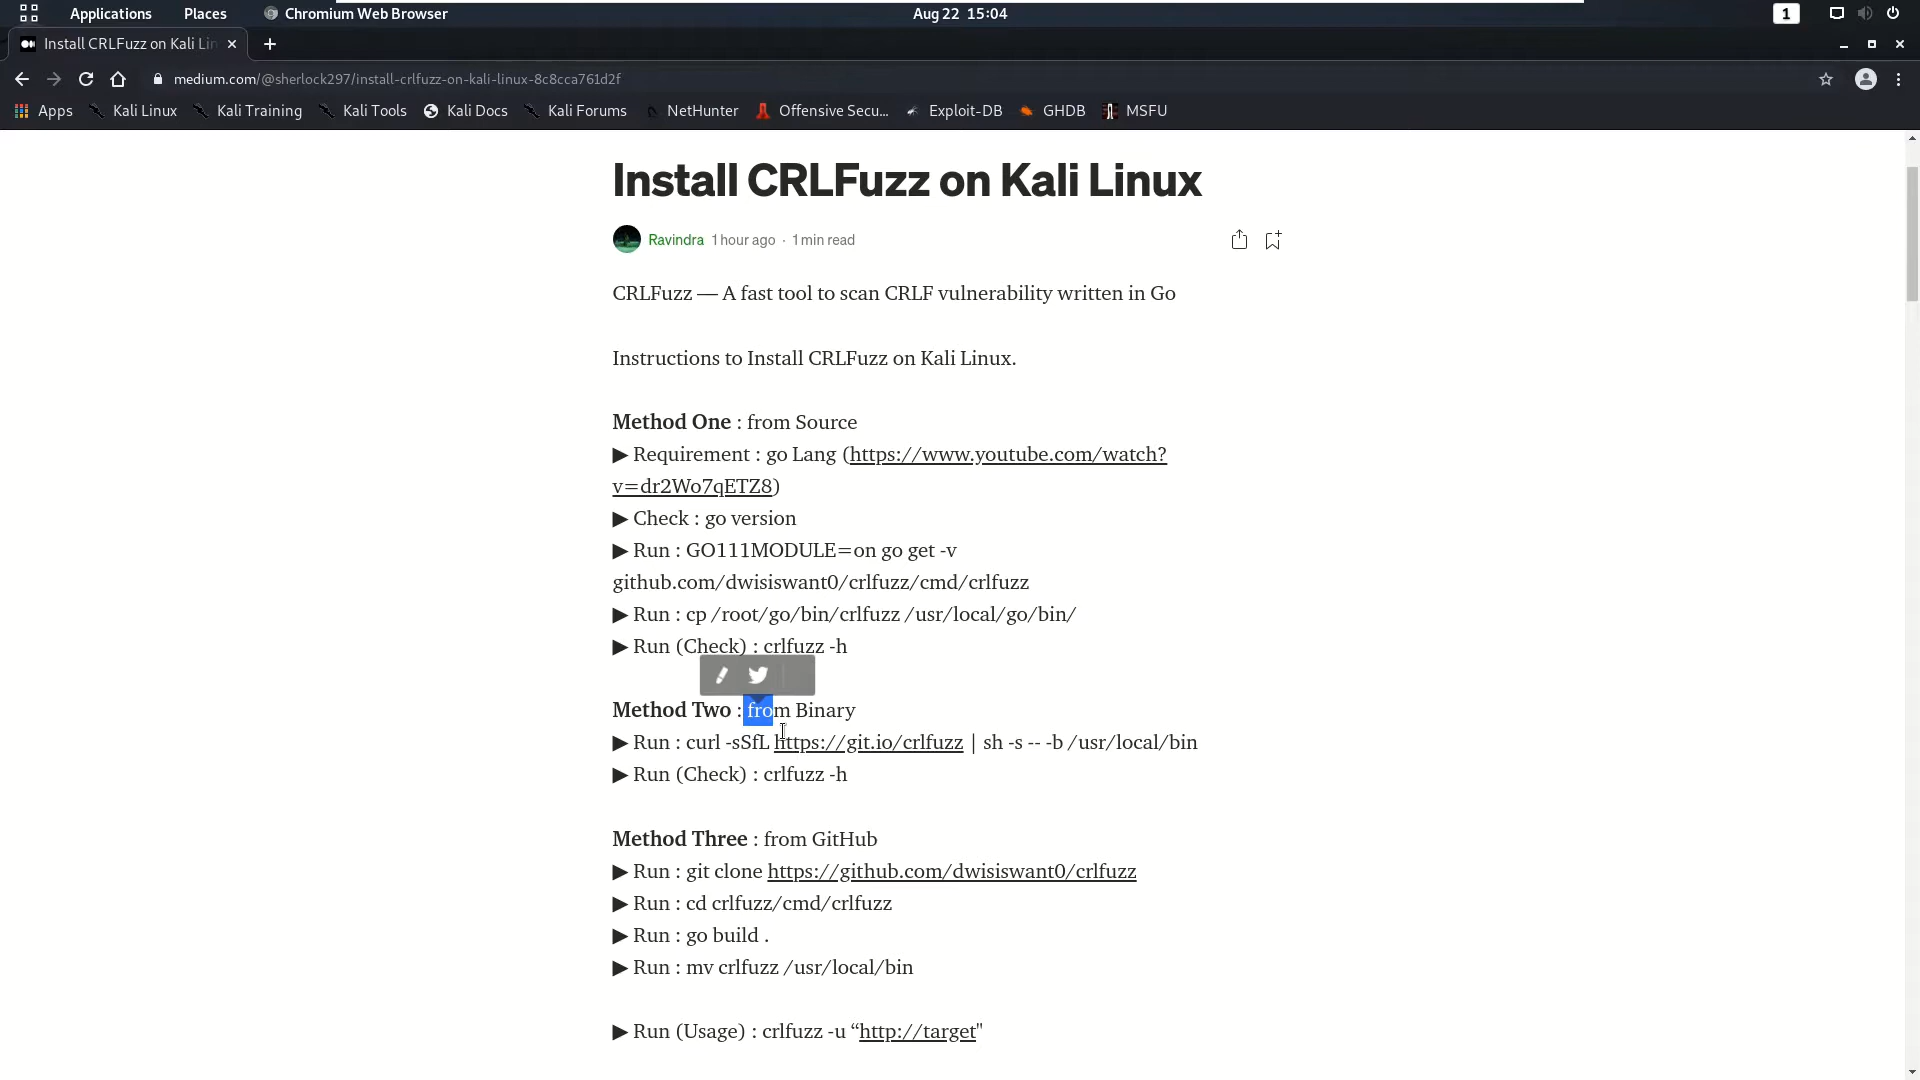 Applications Places Chromium Web Browser Aug 22 15:04 1
Install CRLFuzz on Kali Lin
medium.com/@sherlock297/install-crlfuzz-on-kali-linux-8c8cca761d2f
Apps Kali Linux Kali Training Kali Tools Kali Docs Kali Forums NetHunter Offensive Secu... Exploit-DB GHDB MSFU
Install CRLFuzz on Kali Linux
Ravindra 1 hour ago · 1 min read
CRLFuzz — A fast tool to scan CRLF vulnerability written in Go
Instructions to Install CRLFuzz on Kali Linux.
Method One : from Source
▶ Requirement : go Lang (https://www.youtube.com/watch?
v=dr2Wo7qETZ8)
▶ Check : go version
▶ Run : GO111MODULE=on go get -v
github.com/dwisiswant0/crlfuzz/cmd/crlfuzz
▶ Run : cp /root/go/bin/crlfuzz /usr/local/go/bin/
▶ Run (Check) : crlfuzz -h
Method Two : from Binary
▶ Run : curl -sSfL https://git.io/crlfuzz | sh -s -- -b /usr/local/bin
▶ Run (Check) : crlfuzz -h
Method Three : from GitHub
▶ Run : git clone https://github.com/dwisiswant0/crlfuzz
▶ Run : cd crlfuzz/cmd/crlfuzz
▶ Run : go build .
▶ Run : mv crlfuzz /usr/local/bin
▶ Run (Usage) : crlfuzz -u “http://target"